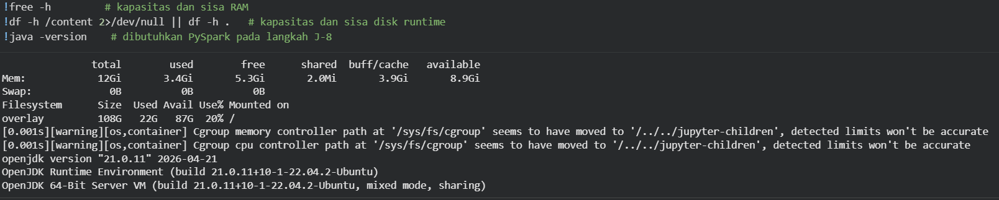 !free -h         # kapasitas dan sisa RAM
!df -h /content 2>/dev/null || df -h .   # kapasitas dan sisa disk runtime
!java -version    # dibutuhkan PySpark pada langkah J-8
               total        used        free      shared  buff/cache   available
Mem:            12Gi       3.4Gi       5.3Gi       2.0Mi       3.9Gi       8.9Gi
Swap:             0B          0B          0B
Filesystem      Size  Used Avail Use% Mounted on
overlay         108G   22G   87G  20% /
[0.001s][warning][os,container] Cgroup memory controller path at '/sys/fs/cgroup' seems to have moved to '/../../jupyter-children', detected limits won't be accurate
[0.001s][warning][os,container] Cgroup cpu controller path at '/sys/fs/cgroup' seems to have moved to '/../../jupyter-children', detected limits won't be accurate
openjdk version "21.0.11" 2026-04-21
OpenJDK Runtime Environment (build 21.0.11+10-1-22.04.2-Ubuntu)
OpenJDK 64-Bit Server VM (build 21.0.11+10-1-22.04.2-Ubuntu, mixed mode, sharing)